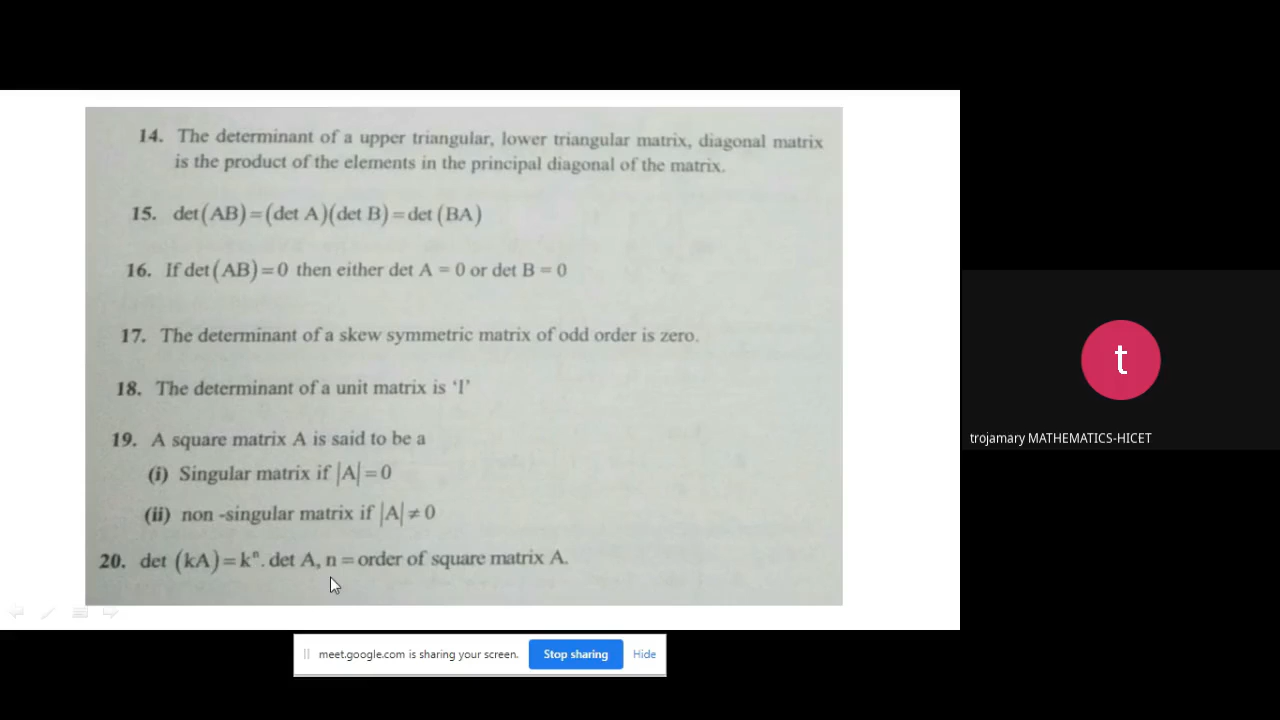 14. The determinant of a upper triangular, lower triangular matrix, diagonal matrix
is the product of the elements in the principal diagonal of the matrix.
15. det(AB)=(det A)(det B)=det (BA)
16. If det(AB)=0 then either det A = 0 or det B = 0
17. The determinant of a skew symmetric matrix of odd order is zero.
18. The determinant of a unit matrix is ‘1’
19. A square matrix A is said to be a
(i) Singular matrix if |A|=0
(ii) non -singular matrix if |A|≠0
20. det (kA)=kⁿ. det A, n = order of square matrix A.
t
trojamary MATHEMATICS-HICET
meet.google.com is sharing your screen.
Stop sharing
Hide